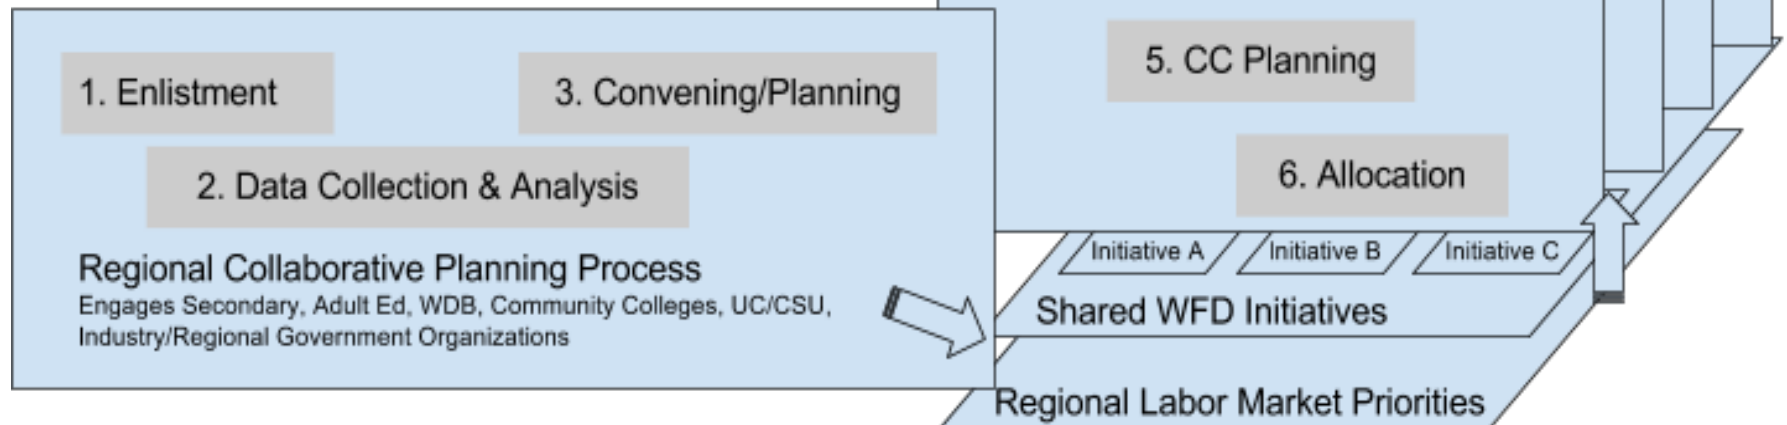 1. Enlistment
3. Convening/Planning
2. Data Collection & Analysis
Regional Collaborative Planning Process
Engages Secondary, Adult Ed, WDB, Community Colleges, UC/CSU,
Industry/Regional Government Organizations
5. CC Planning
6. Allocation
Initiative A
Initiative B
Initiative C
Shared WFD Initiatives
Regional Labor Market Priorities